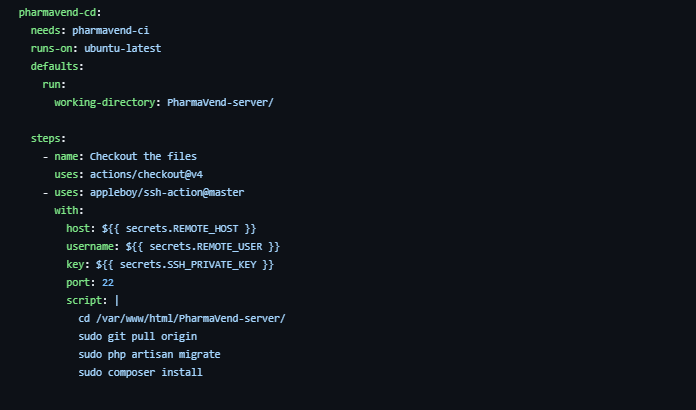 pharmavend-cd:
  needs: pharmavend-ci
  runs-on: ubuntu-latest
  defaults:
    run:
      working-directory: PharmaVend-server/

  steps:
    - name: Checkout the files
      uses: actions/checkout@v4
    - uses: appleboy/ssh-action@master
      with:
        host: ${{ secrets.REMOTE_HOST }}
        username: ${{ secrets.REMOTE_USER }}
        key: ${{ secrets.SSH_PRIVATE_KEY }}
        port: 22
        script: |
          cd /var/www/html/PharmaVend-server/
          sudo git pull origin
          sudo php artisan migrate
          sudo composer install